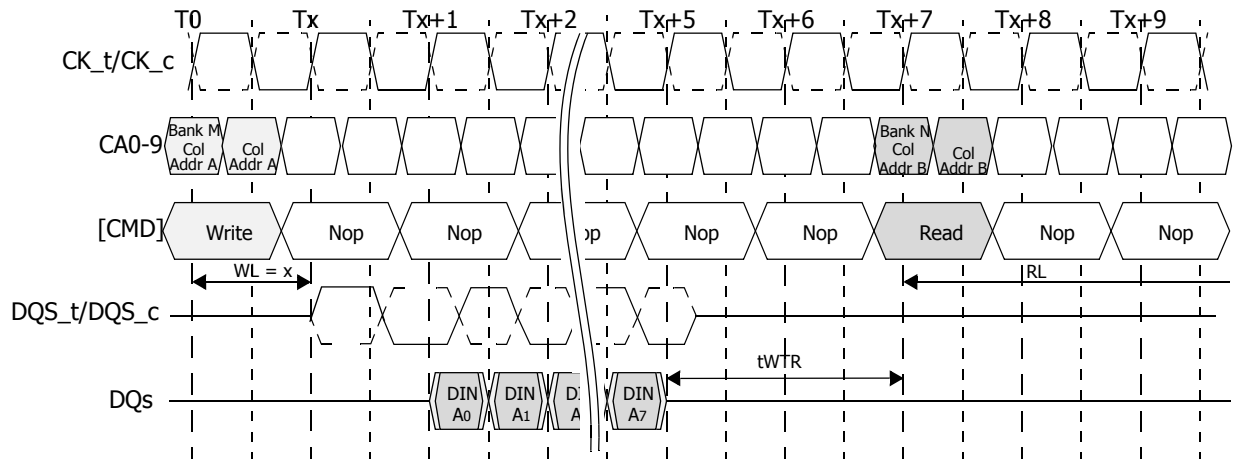 T0 Tx Tx+1 Tx+2 Tx+5 Tx+6 Tx+7 Tx+8 Tx+9
CK_t/CK_c
CA0-9
Bank M
Col
Addr A
Col
Addr A
Bank N
Col
Addr B
Col
Addr B
[CMD] Write Nop Nop Nop Nop Read Nop Nop
WL = x
RL
DQS_t/DQS_c
tWTR
DQs
DIN
A0
DIN
A1
DIN
A7